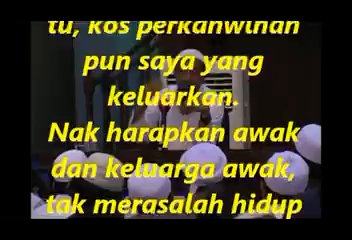 tu, kos perkahwinan
pun saya yang
keluarkan.
Nak harapkan awak
dan keluarga awak,
tak merasalah hidup